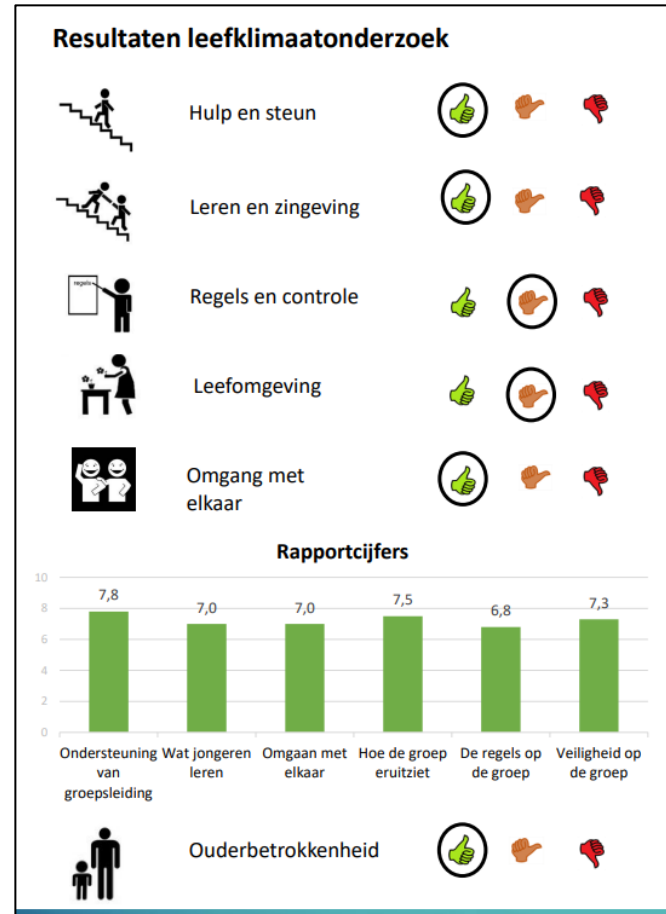 Resultaten leefklimaatonderzoek
Hulp en steun
Leren en zingeving
regels
Regels en controle
Leefomgeving
Omgang met
elkaar
Rapportcijfers
10
8
6
4
2
0
7,8
7,0
7,0
7,5
6,8
7,3
Ondersteuning
van
groepsleiding
Wat jongeren
leren
Omgaan met
elkaar
Hoe de groep
eruitziet
De regels op
de groep
Veiligheid op
de groep
Ouderbetrokkenheid